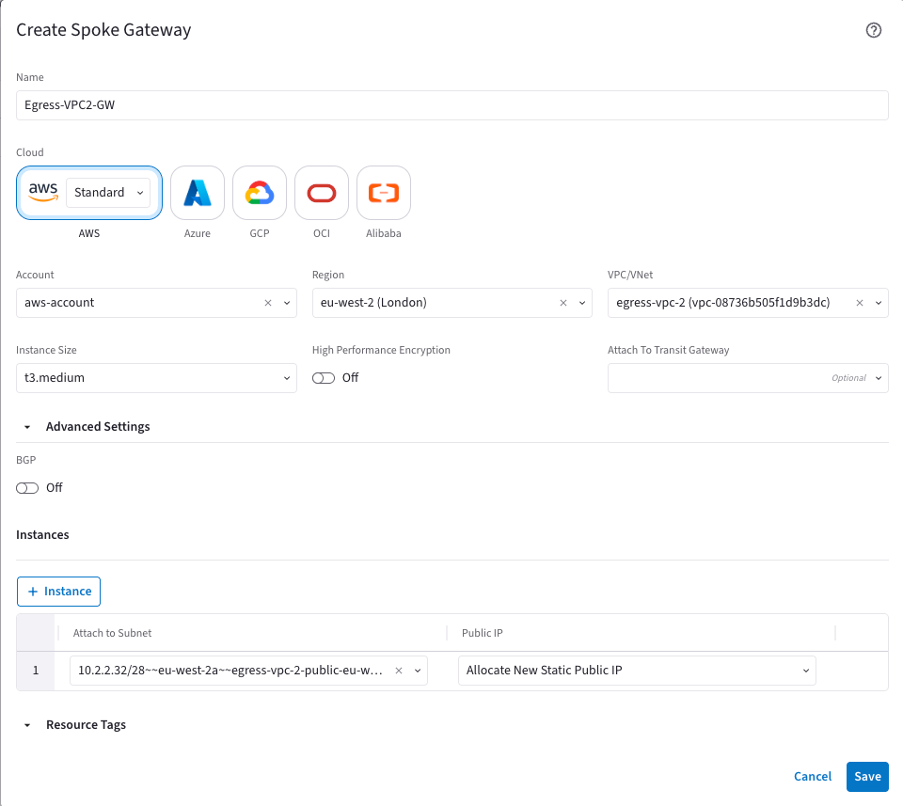 Create Spoke Gateway
Name
Egress-VPC2-GW
Cloud
aws Standard
AWS Azure GCP OCI Alibaba
Account Region VPC/VNet
aws-account eu-west-2 (London) egress-vpc-2 (vpc-08736b505f1d9b3dc)
Instance Size High Performance Encryption Attach To Transit Gateway
t3.medium Off Optional
Advanced Settings
BGP
Off
Instances
+ Instance
Attach to Subnet Public IP
1 10.2.2.32/28~~eu-west-2a~~egress-vpc-2-public-eu-w... Allocate New Static Public IP
Resource Tags
Cancel Save